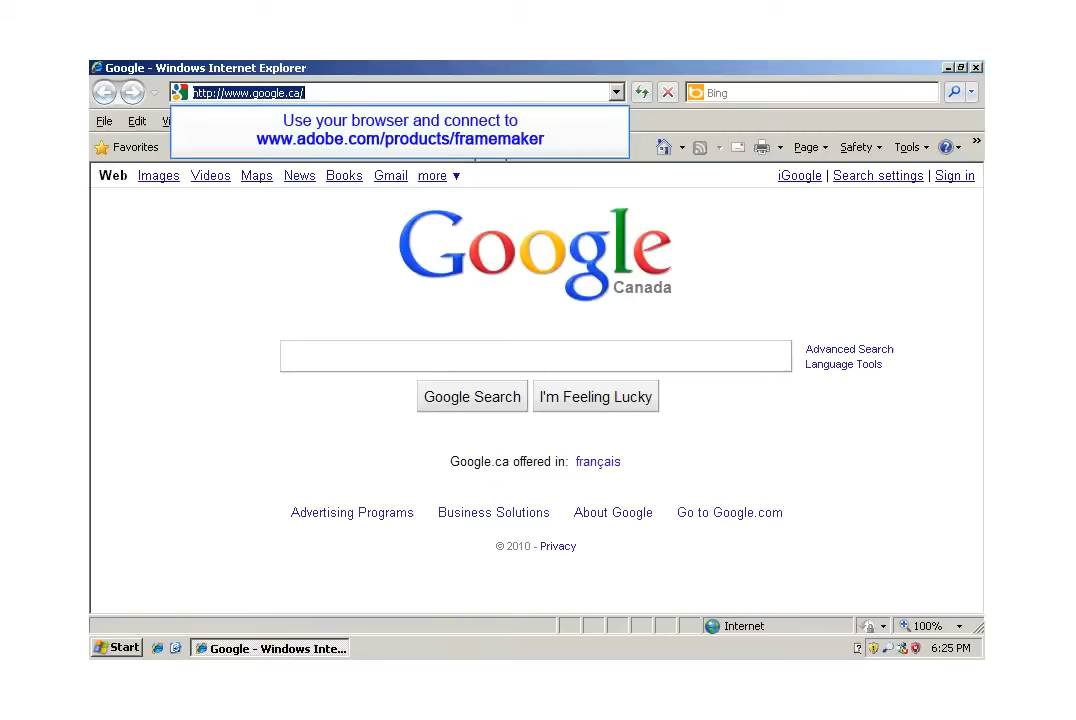 Google - Windows Internet Explorer
http://www.google.ca/
Bing
File Edit Vi
Use your browser and connect to
www.adobe.com/products/framemaker
Favorites
Page Safety Tools
Web Images Videos Maps News Books Gmail more ▼
iGoogle | Search settings | Sign in
Google
Canada
Advanced Search
Language Tools
Google Search I'm Feeling Lucky
Google.ca offered in: français
Advertising Programs Business Solutions About Google Go to Google.com
© 2010 - Privacy
Internet 100%
Start Google - Windows Inte... 6:25 PM